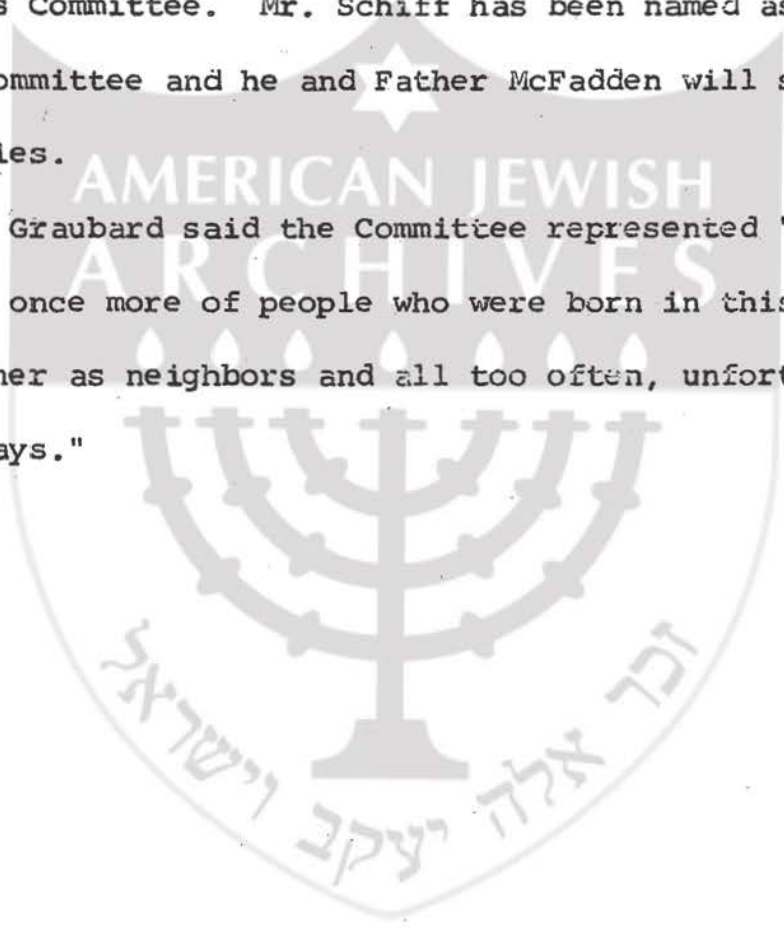 s Committee. Mr. Schiff has been named as
ommittee and he and Father McFadden will s
ies.
AMERICAN JEWISH
Graubard said the Committee represented "
ARCHIVES
once more of people who were born in this
her as neighbors and all too often, unfort
ays."
זכר אלה יעקב וישראל